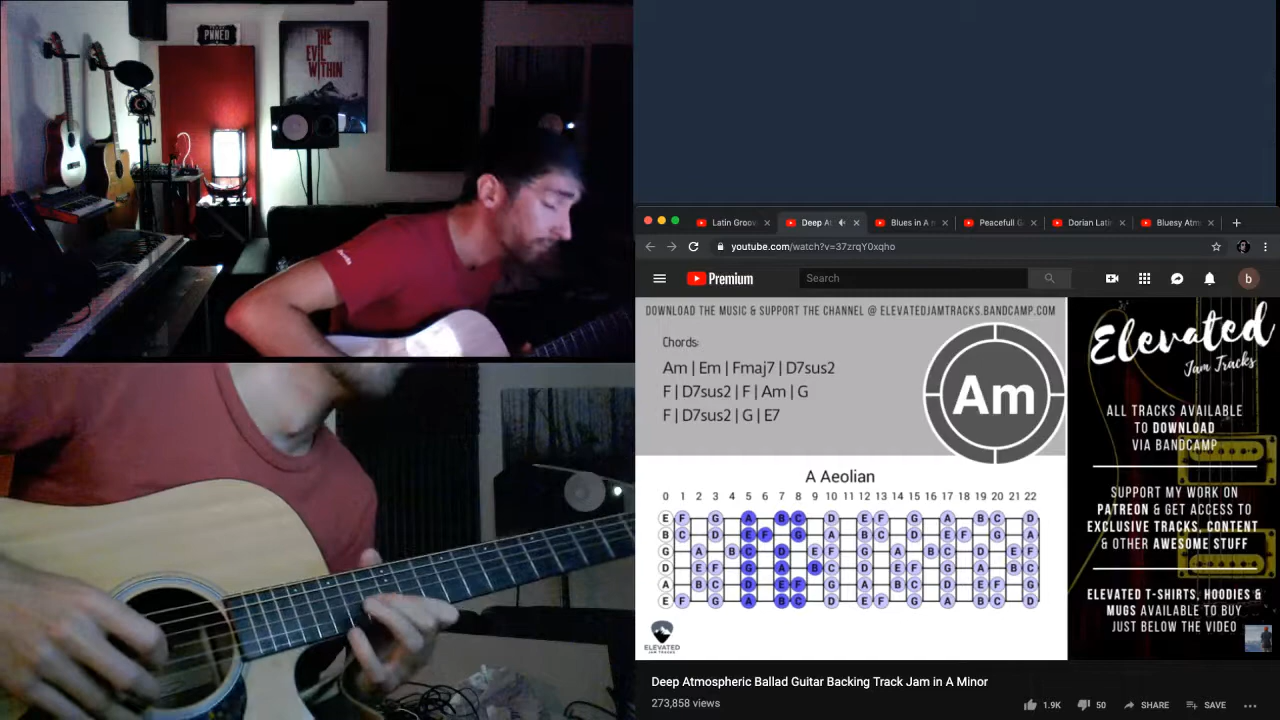 PWNED
THE
EVIL
WITHIN
Latin Groov
Deep At
Blues in A m
Peacefull G
Dorian Latin
Bluesy Atmo
youtube.com/watch?v=37zrqY0xqho
Premium
Search
b
DOWNLOAD THE MUSIC & SUPPORT THE CHANNEL @ ELEVATEDJAMTRACKS.BANDCAMP.COM
Chords:
Am | Em | Fmaj7 | D7sus2
F | D7sus2 | F | Am | G
F | D7sus2 | G | E7
Am
A Aeolian
0 1 2 3 4 5 6 7 8 9 10 11 12 13 14 15 16 17 18 19 20 21 22
E F G A B C D E F G A B C D
B C D E F G A B C D E F G A
G A B C D E F G A B C D E F
D E F G A B C D E F G A B C
A B C D E F G A B C D E F G
E F G A B C D E F G A B C D
ELEVATED
JAM TRACKS
Elevated
Jam Tracks
ALL TRACKS AVAILABLE
TO DOWNLOAD
VIA BANDCAMP
SUPPORT MY WORK ON
PATREON & GET ACCESS TO
EXCLUSIVE TRACKS, CONTENT
& OTHER AWESOME STUFF
ELEVATED T-SHIRTS, HOODIES &
MUGS AVAILABLE TO BUY
JUST BELOW THE VIDEO
Deep Atmospheric Ballad Guitar Backing Track Jam in A Minor
273,858 views
1.9K 50 SHARE SAVE